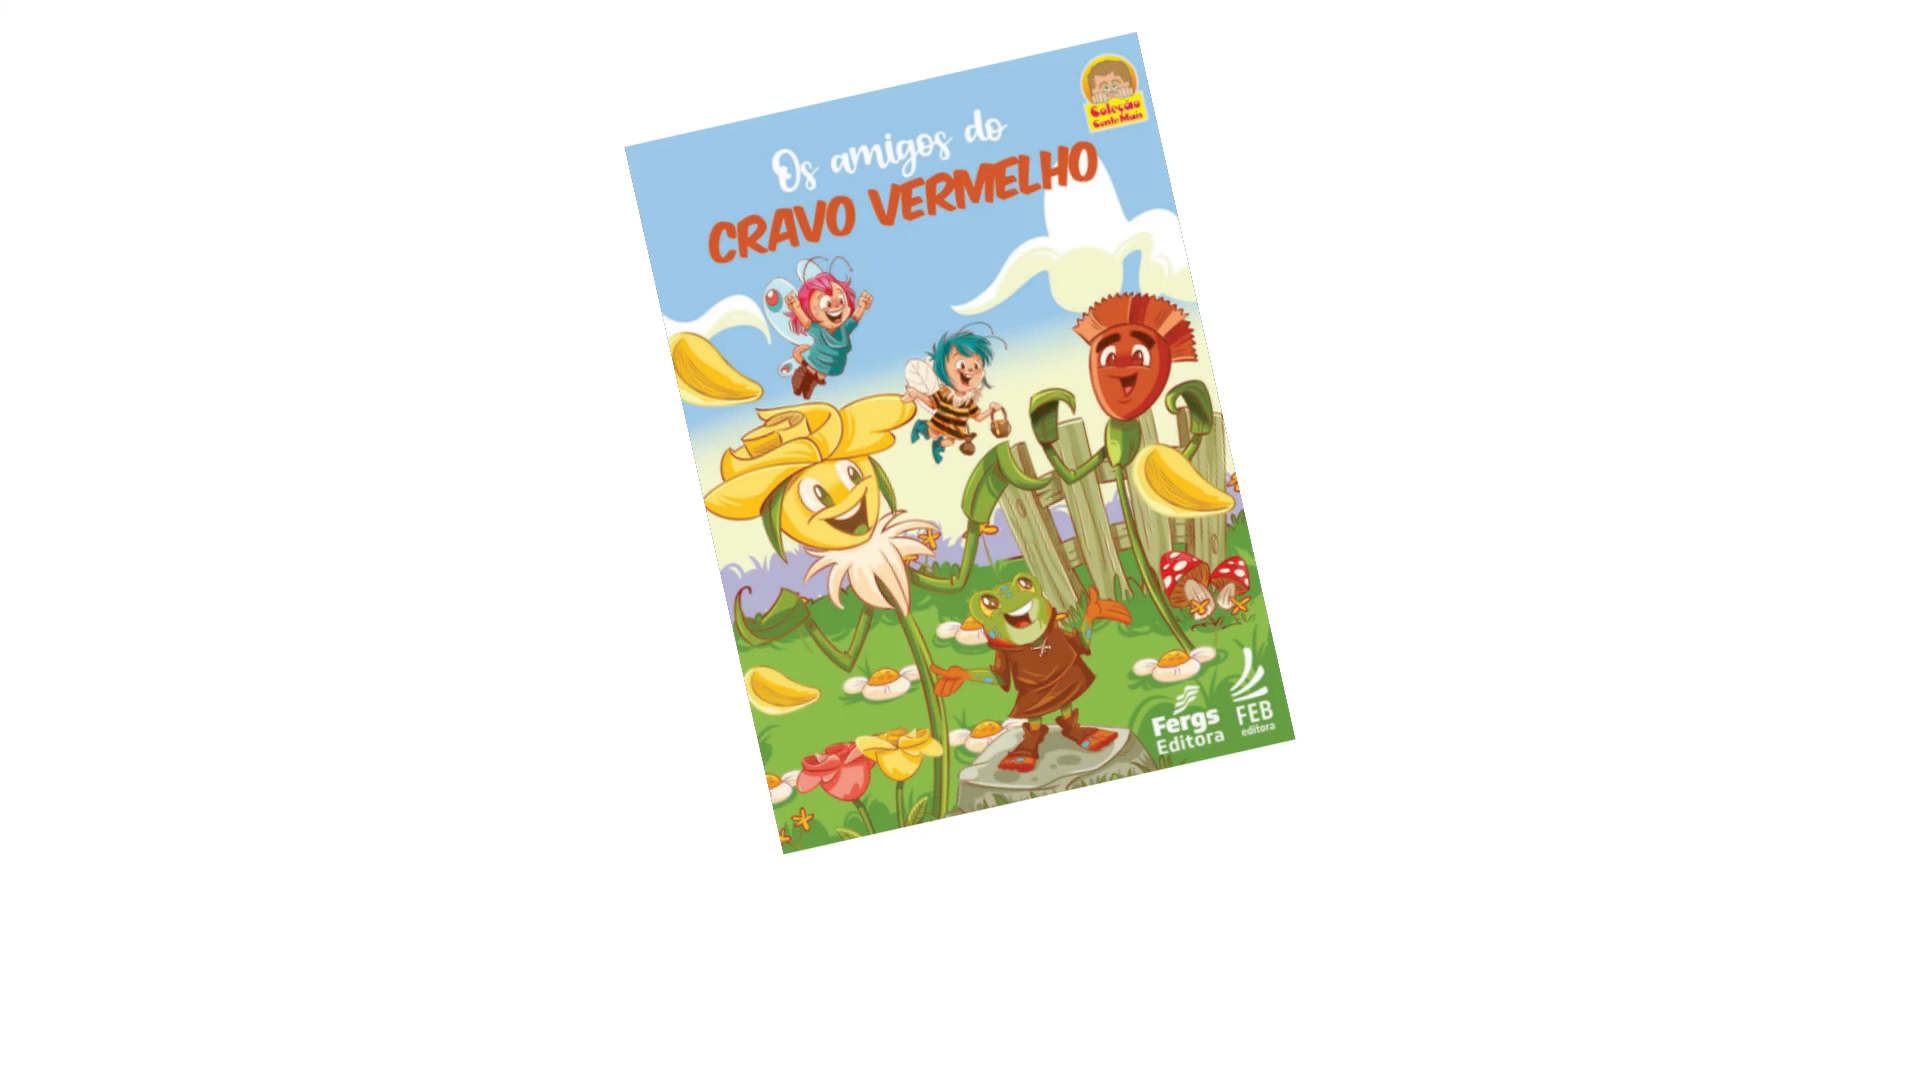 Coleção
Conte Mais
Os amigos do
CRAVO VERMELHO
Fergs
Editora
FEB
editora